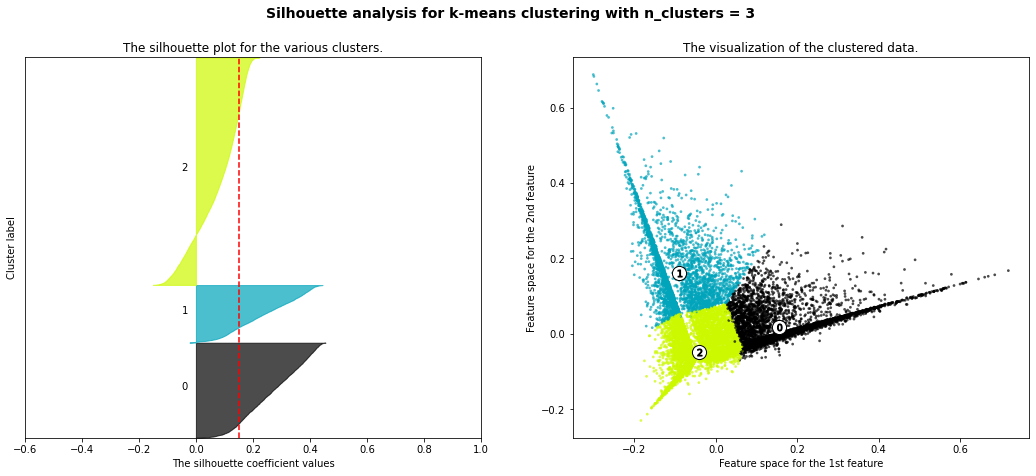 Silhouette analysis for k-means clustering with n_clusters = 3
The silhouette plot for the various clusters.
Cluster label
2
1
0
−0.6 −0.4 −0.2 0.0 0.2 0.4 0.6 0.8 1.0
The silhouette coefficient values
The visualization of the clustered data.
Feature space for the 2nd feature
0.6
0.4
0.2
0.0
−0.2
1
0
2
−0.2 0.0 0.2 0.4 0.6
Feature space for the 1st feature